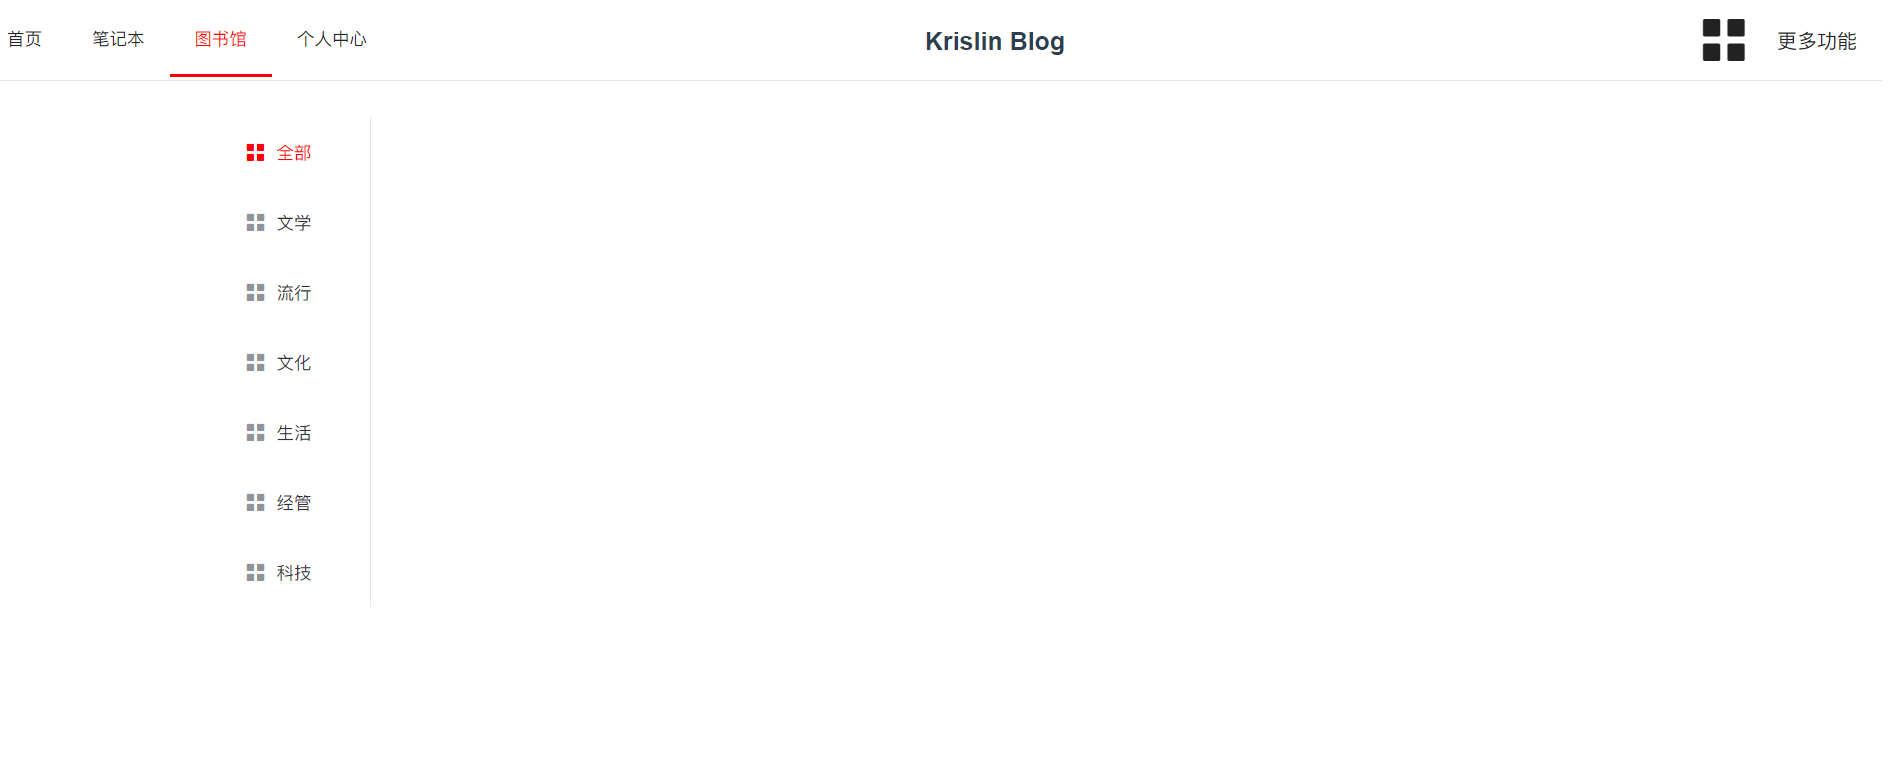 首页 笔记本 图书馆 个人中心 Krislin Blog 更多功能
全部
文学
流行
文化
生活
经管
科技